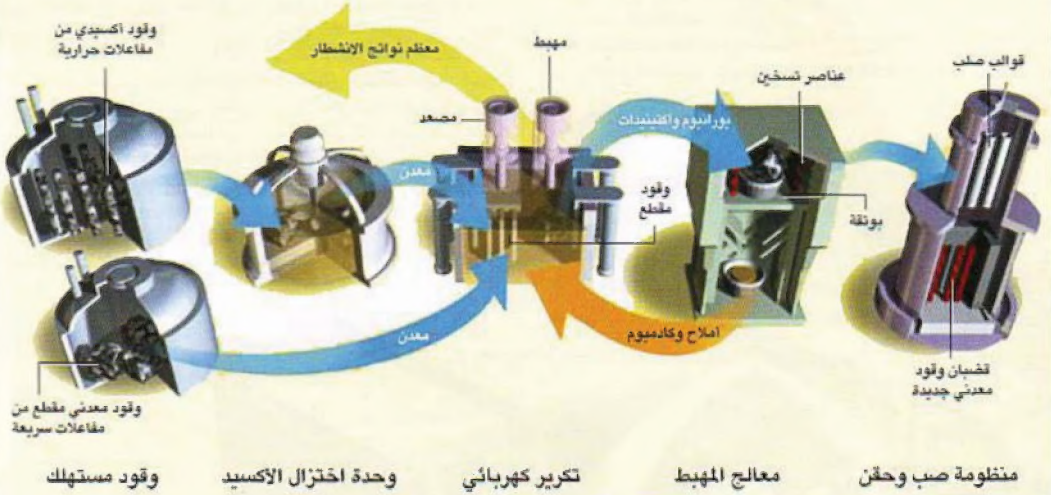 وقود أكسيدي من
مفاعلات حرارية
معظم نواتج الانشطار
مهبط
مصعد
عناصر تسخين
قوالب صلب
معدن
يورانيوم وأكتينيدات
وقود
مقطع
بوتقة
معدن
أملاح وكادميوم
وقود معدني مقطع من
مفاعلات سريعة
قضبان وقود
معدني جديدة
وقود مستهلك
وحدة اختزال الأكسيد
تكرير كهربائي
معالج المهبط
منظومة صب وحقن